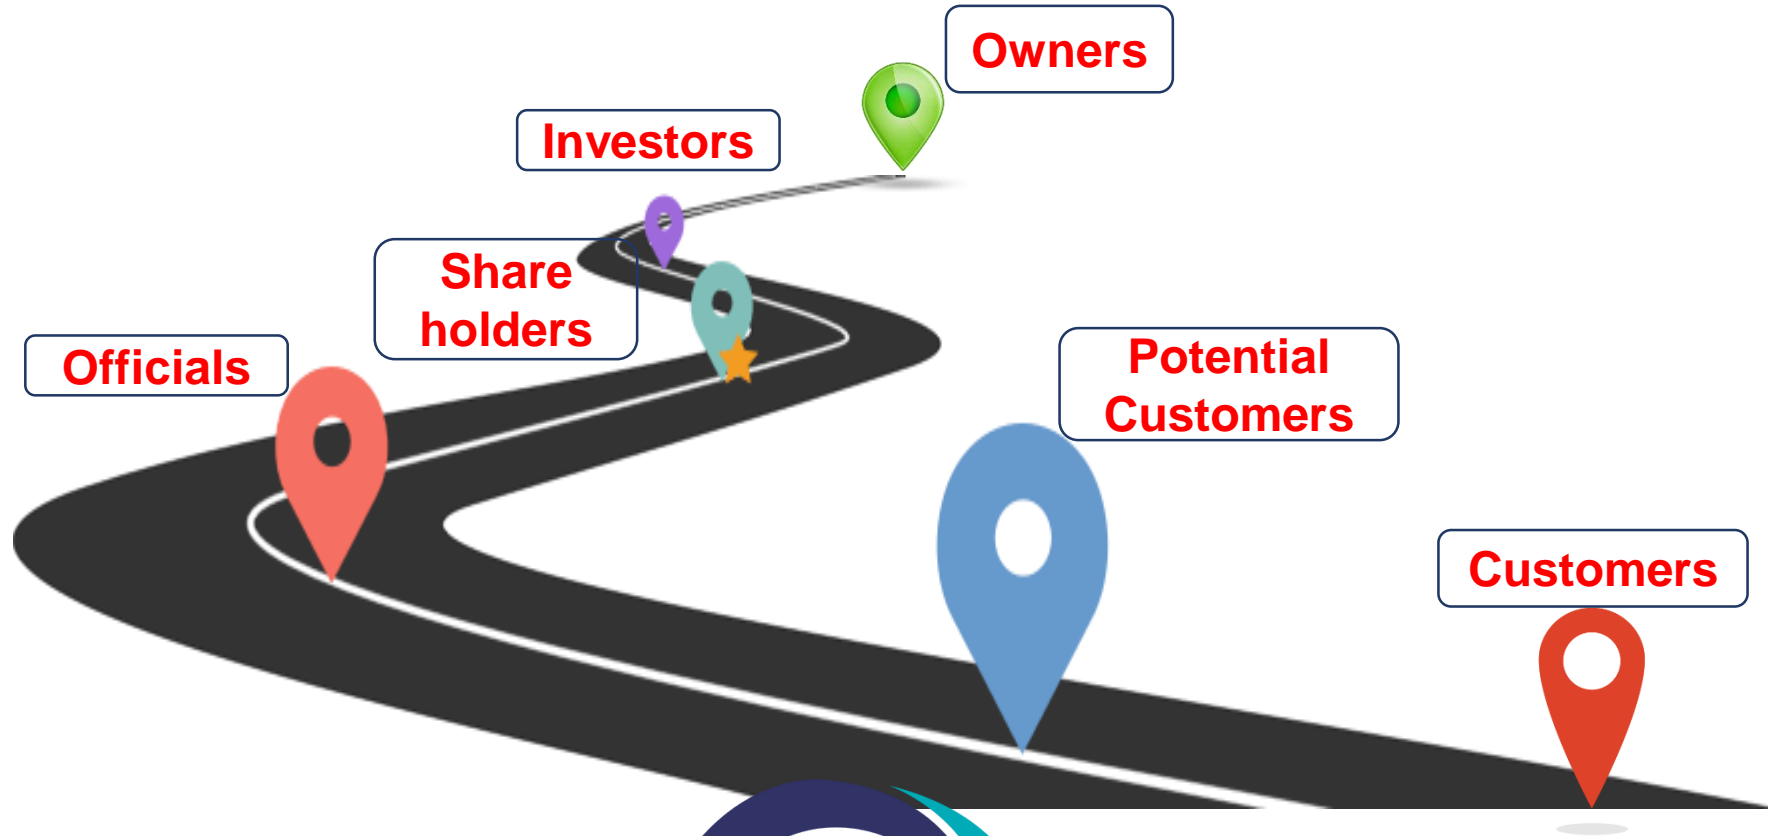 Owners
Investors
Share
holders
Officials
Potential
Customers
Customers